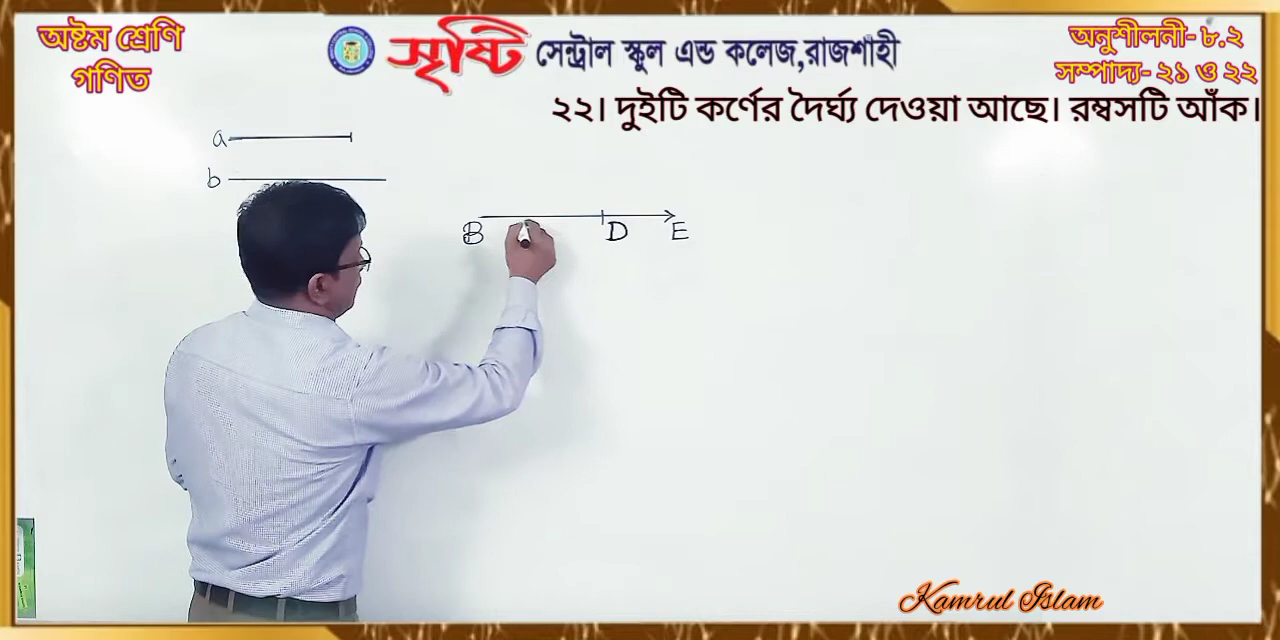 অষ্টম শ্রেণি
গণিত
সৃষ্টি সেন্ট্রাল স্কুল এন্ড কলেজ,রাজশাহী
অনুশীলনী- ৮.২
সম্পাদ্য- ২১ ও ২২
২২। দুইটি কর্ণের দৈর্ঘ্য দেওয়া আছে। রম্বসটি আঁক।
a
b
B D E
Kamrul Islam